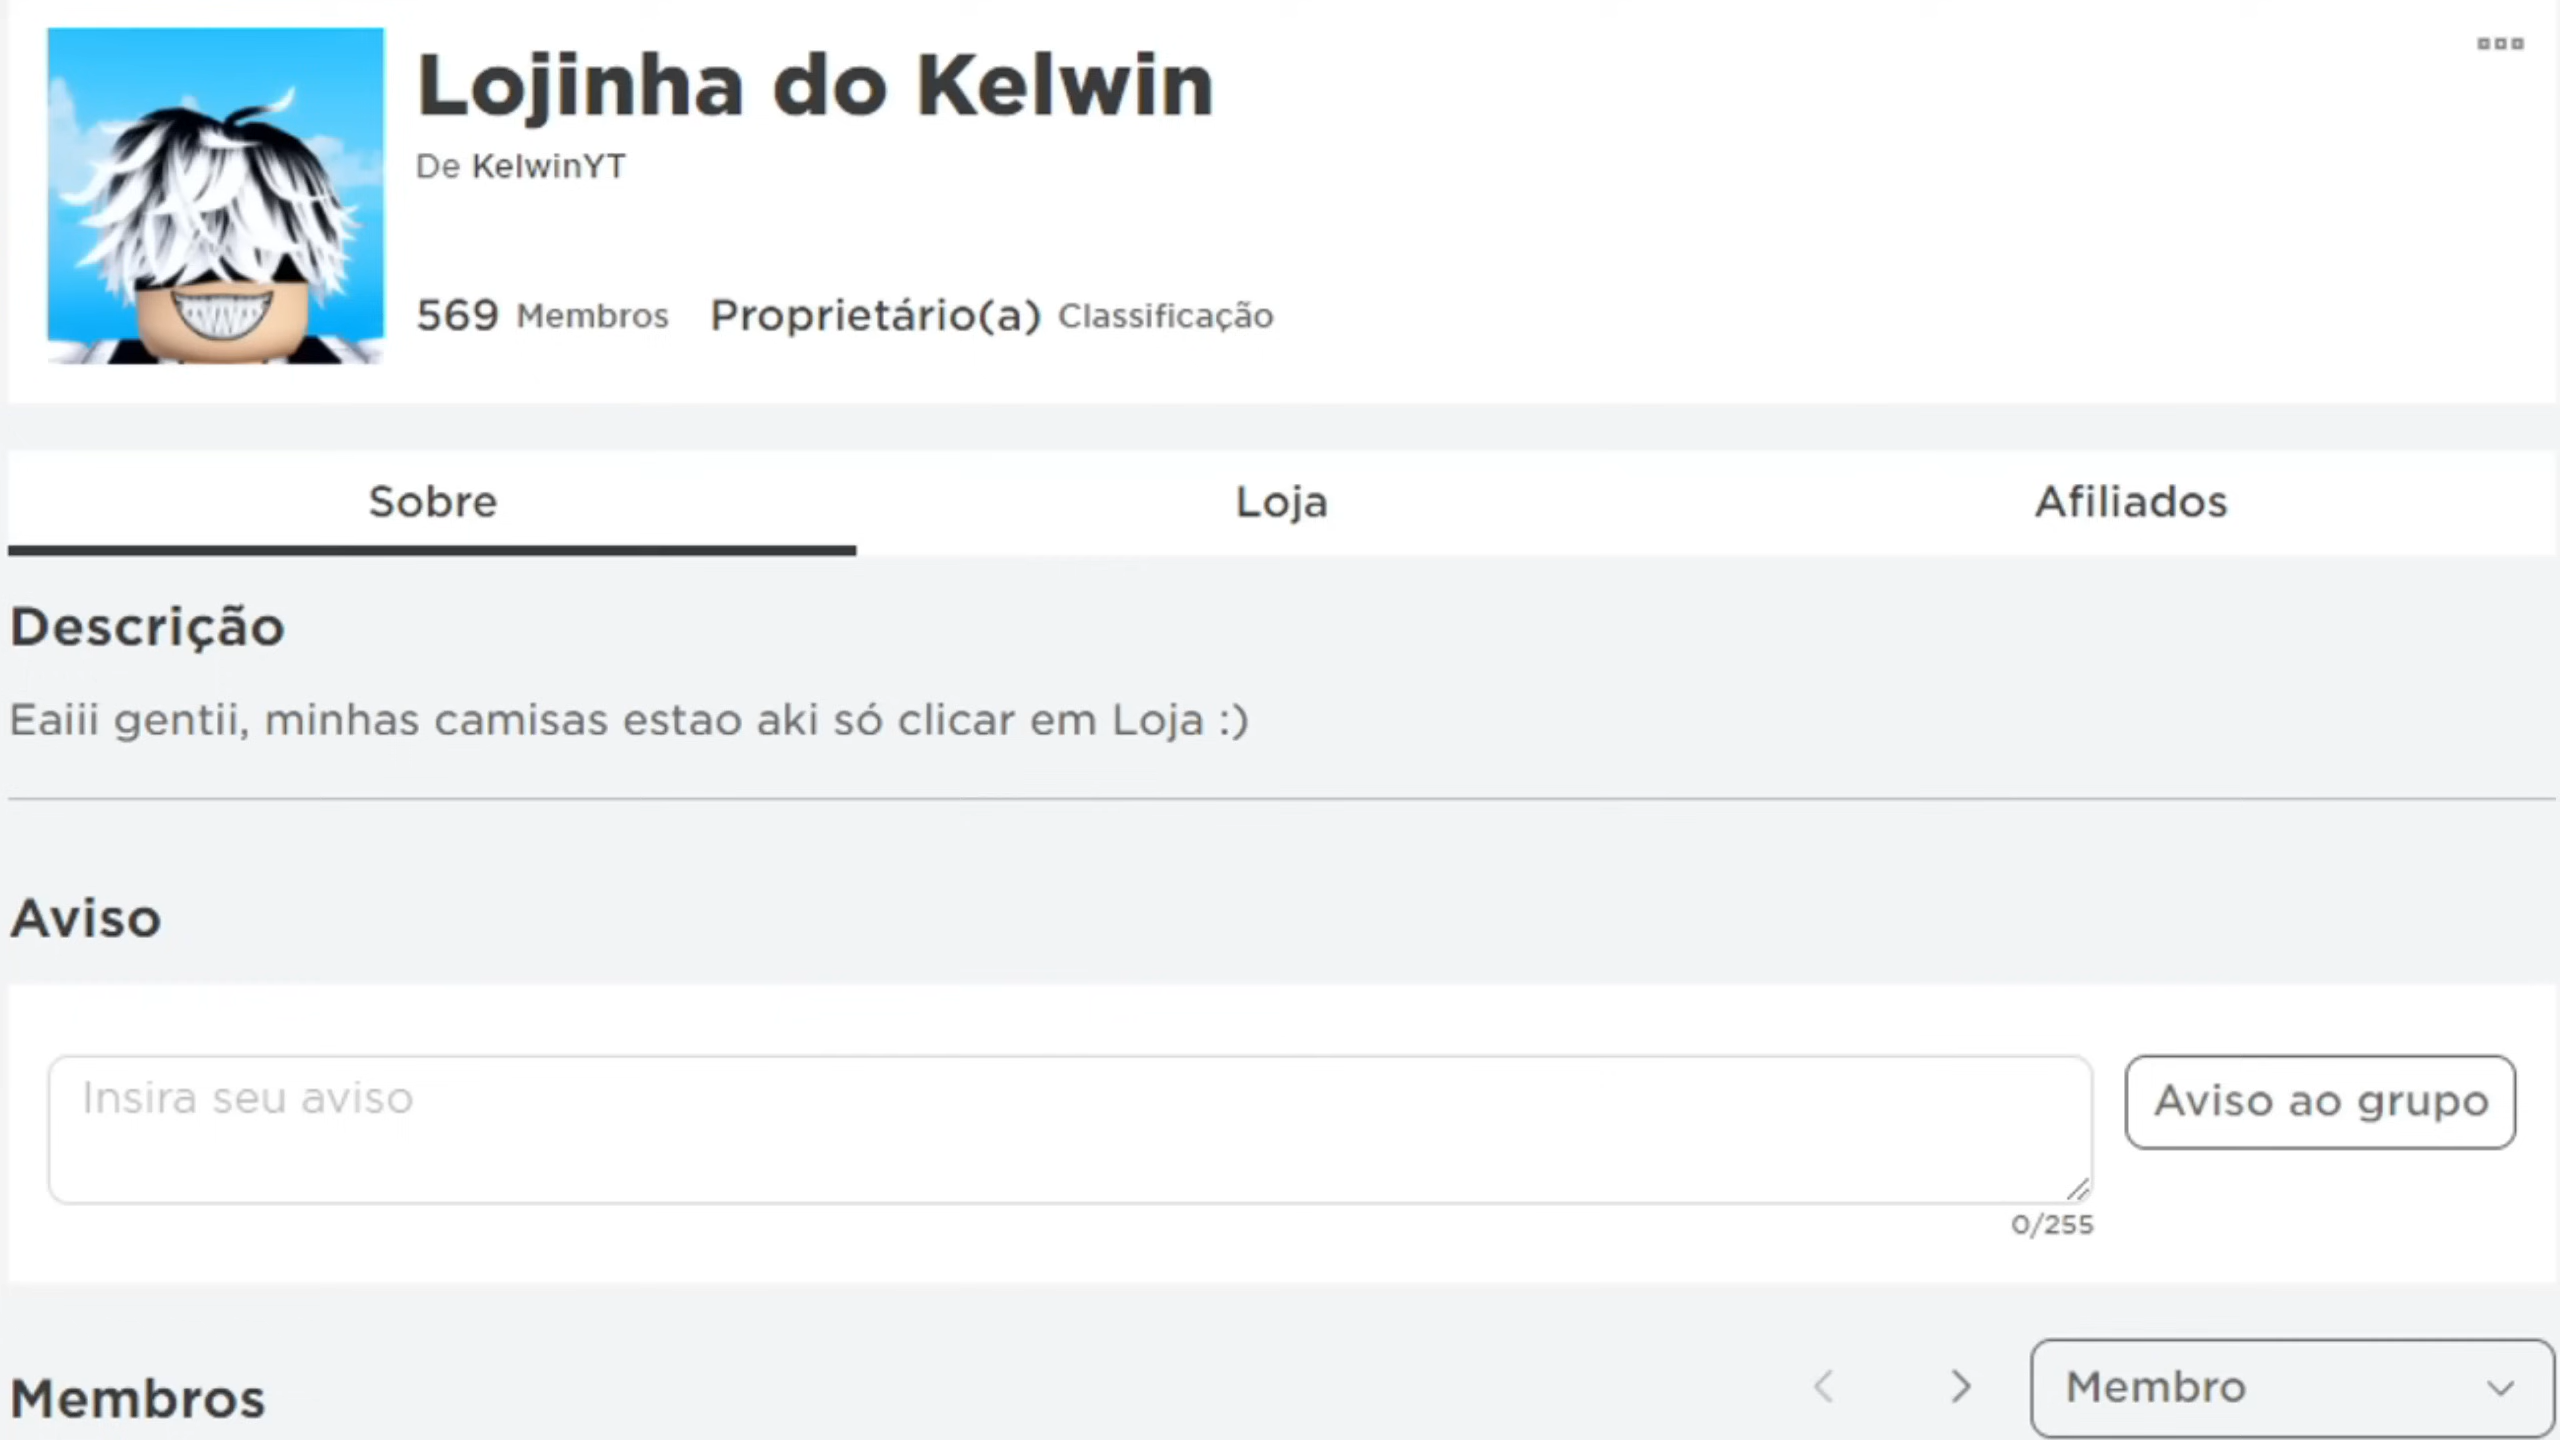 Lojinha do Kelwin
De KelwinYT
569 Membros Proprietário(a) Classificação
Sobre Loja Afiliados
Descrição
Eaiii gentii, minhas camisas estao aki só clicar em Loja :)
Aviso
Insira seu aviso
Aviso ao grupo
0/255
Membros
Membro